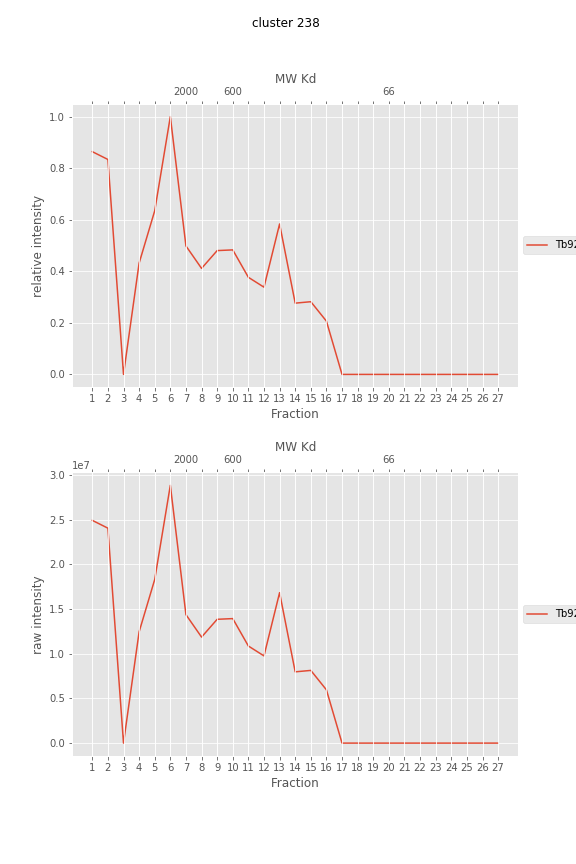 cluster 238
MW Kd
2000 600 66
1.0
0.8
0.6
0.4
0.2
0.0
relative intensity
Tb92
1 2 3 4 5 6 7 8 9 10 11 12 13 14 15 16 17 18 19 20 21 22 23 24 25 26 27
Fraction
MW Kd
1e7 2000 600 66
3.0
2.5
2.0
1.5
1.0
0.5
0.0
raw intensity
Tb92
1 2 3 4 5 6 7 8 9 10 11 12 13 14 15 16 17 18 19 20 21 22 23 24 25 26 27
Fraction